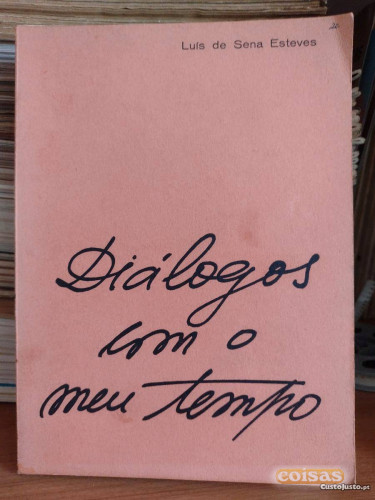 Luís de Sena Esteves
Diálogos
com o
meu tempo
coisas
CustoJusto.pt